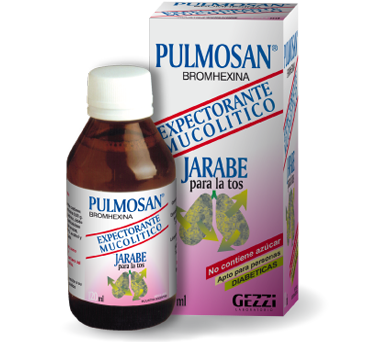 PULMOSAN®
BROMHEXINA
EXPECTORANTE
MUCOLITICO
JARABE
para la tos
No contiene azúcar
Apto para personas
DIABETICAS
ml
GEZZI
PULMOSAN®
BROMHEXINA
EXPECTORANTE
MUCOLITICO
JARABE
para la tos